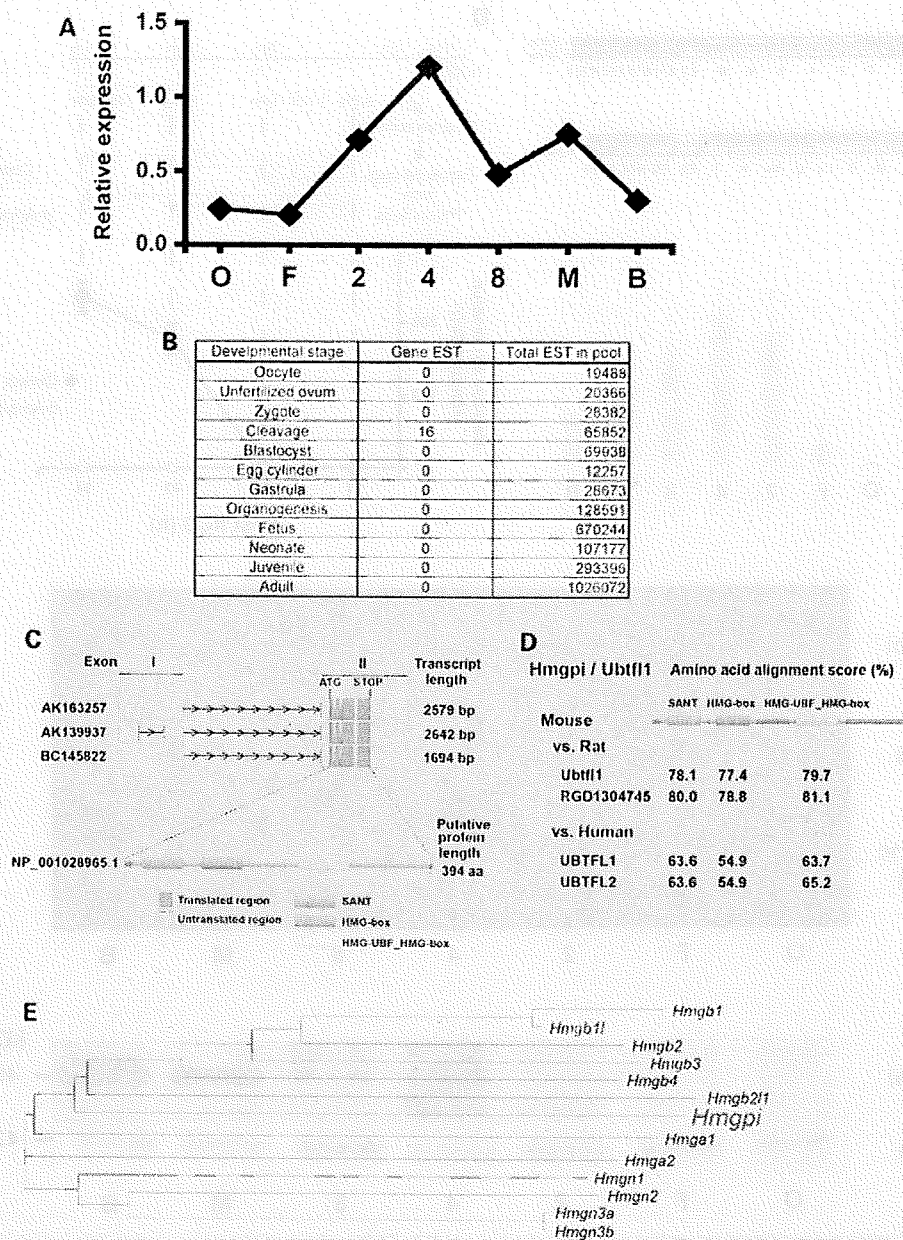 A
1.5
1.0
0.5
0.0
Relative expression
O F 2 4 8 M B
B
Develpmental stage Gene EST Total EST in pool
Oocyte 0 19488
Unfertilized ovum 0 20366
Zygote 0 28382
Cleavage 16 65852
Blastocyst 0 69938
Egg cylinder 0 12257
Gastrula 0 28673
Organogenesis 0 128591
Fetus 0 670244
Neonate 0 107177
Juvenile 0 293396
Adult 0 1026072
C
Exon I II Transcript length
ATG STOP
AK163257 2579 bp
AK139937 2642 bp
BC145822 1694 bp
Putative protein length
NP_001028965.1 394 aa
Translated region SANT
Untranslated region HMG-box
HMG-UBF_HMG-box
D
Hmgpi / Ubtfl1 Amino acid alignment score (%)
SANT HMG-box HMG-UBF_HMG-box
Mouse
vs. Rat
Ubtfl1 78.1 77.4 79.7
RGD1304745 80.0 78.8 81.1
vs. Human
UBTFL1 63.6 54.9 63.7
UBTFL2 63.6 54.9 65.2
E
Hmgb1
Hmgb1l
Hmgb2
Hmgb3
Hmgb4
Hmgb2l1
Hmgpi
Hmga1
Hmga2
Hmgn1
Hmgn2
Hmgn3a
Hmgn3b